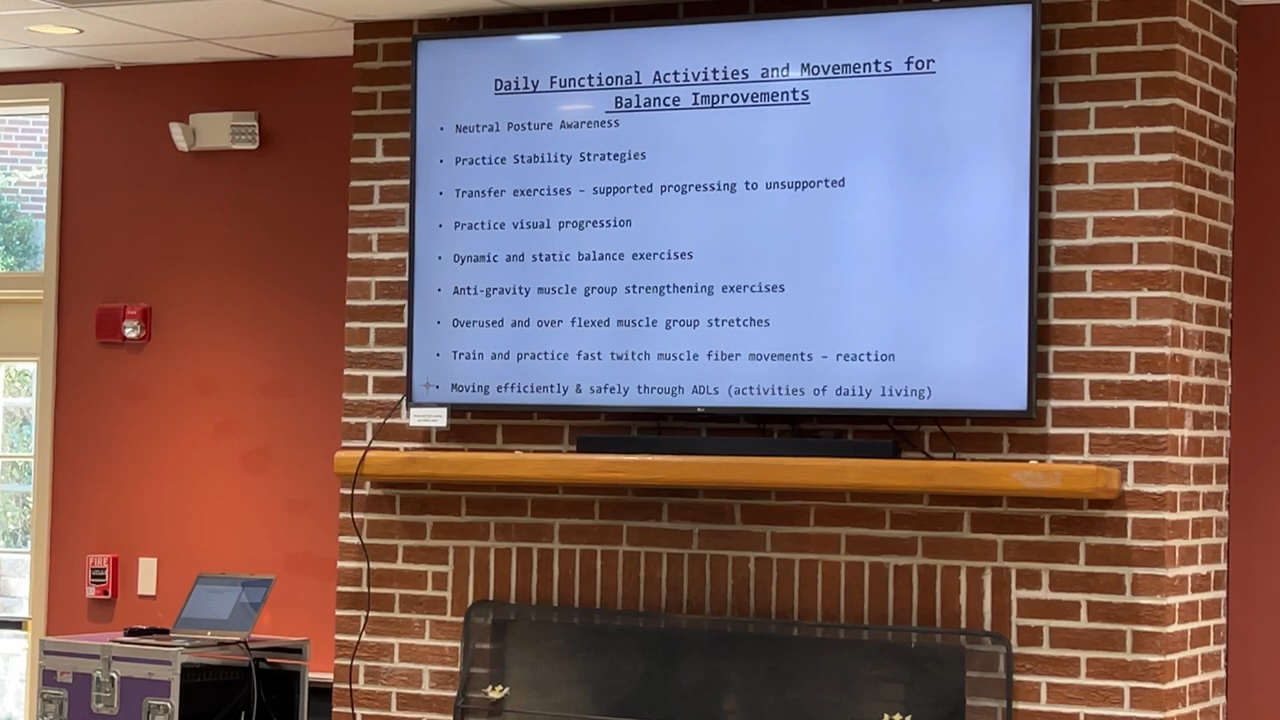 Daily Functional Activities and Movements for
Balance Improvements
• Neutral Posture Awareness
• Practice Stability Strategies
• Transfer exercises – supported progressing to unsupported
• Practice visual progression
• Dynamic and static balance exercises
• Anti-gravity muscle group strengthening exercises
• Overused and over flexed muscle group stretches
• Train and practice fast twitch muscle fiber movements – reaction
• Moving efficiently & safely through ADLs (activities of daily living)
LG
FIRE